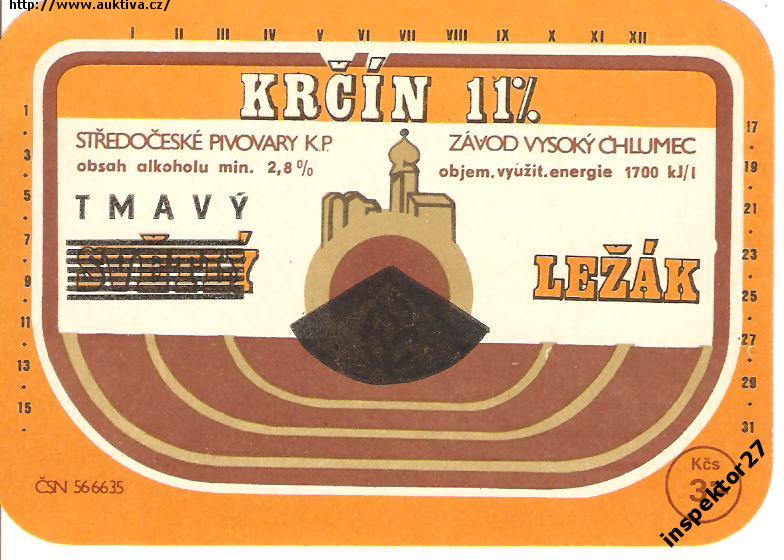 http://www.auktiva.cz/
I II III IV V VI VII VIII IX X XI XII
KRČÍN 11%
STŘEDOČESKÉ PIVOVARY K.P.
obsah alkoholu min. 2,8%
ZÁVOD VYSOKÝ CHLUMEC
objem. využit. energie 1700 kJ/l
TMAVÝ
SVĚTLÝ
LEŽÁK
1
3
5
7
9
11
13
15
17
19
21
23
25
27
29
31
ČSN 56 6635
Kčs
inspektor27